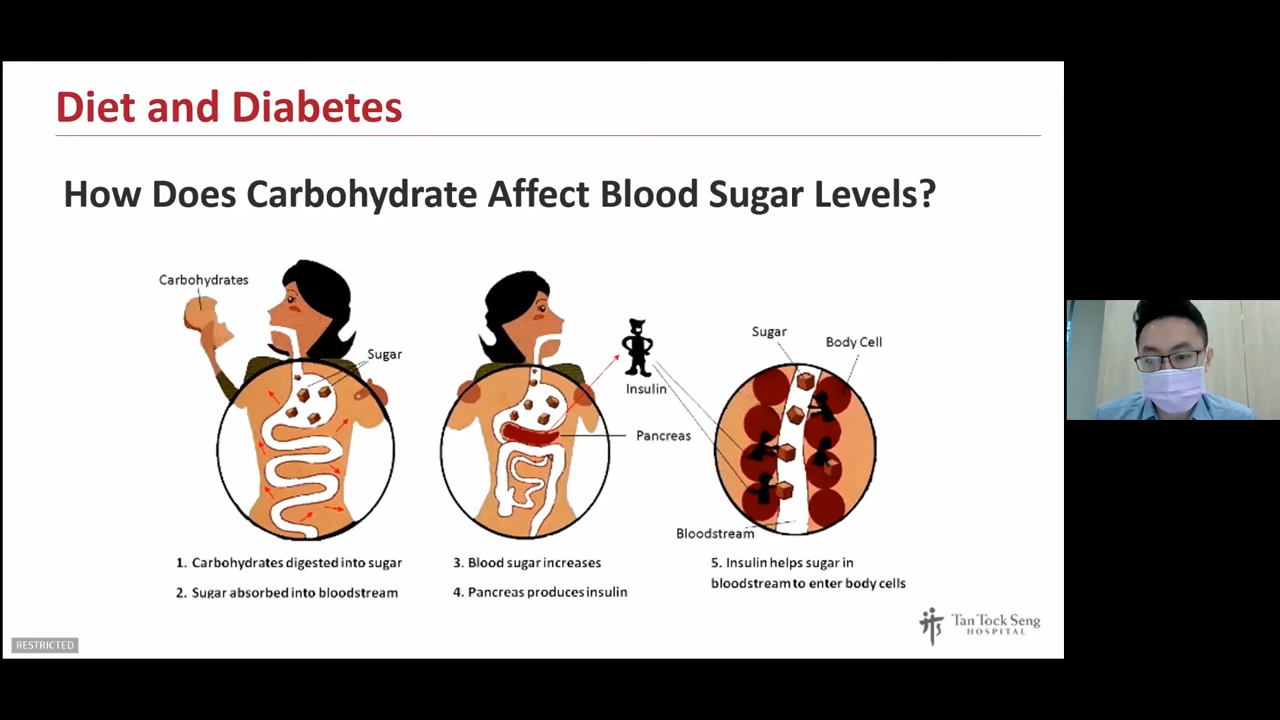 Diet and Diabetes
How Does Carbohydrate Affect Blood Sugar Levels?
Carbohydrates
Sugar
Insulin
Pancreas
Sugar
Body Cell
Bloodstream
1. Carbohydrates digested into sugar
2. Sugar absorbed into bloodstream
3. Blood sugar increases
4. Pancreas produces insulin
5. Insulin helps sugar in
bloodstream to enter body cells
Tan Tock Seng
HOSPITAL
RESTRICTED